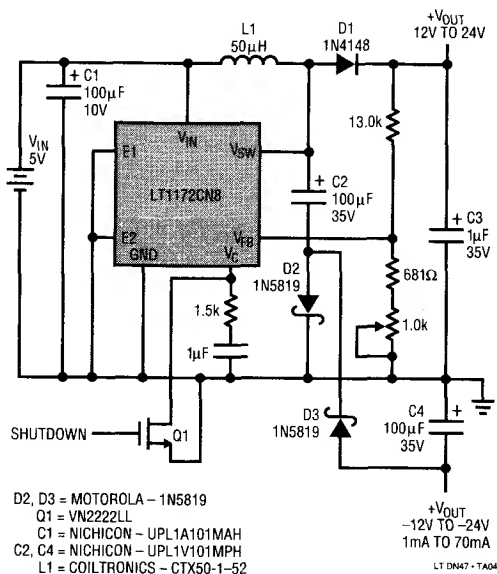 L1
50µH
D1
1N4148
+VOUT
12V TO 24V
+ C1
100µF
10V
VIN
5V
13.0k
VIN
E1
VSW
LT1172CN8
+ C2
100µF
35V
E2
VFB
GND
VC
+
C3
1µF
35V
D2
1N5819
681Ω
1.5k
1.0k
1µF
D3
1N5819
C4
100µF
35V
+
SHUTDOWN
Q1
D2, D3 = MOTOROLA – 1N5819
Q1 = VN2222LL
C1 = NICHICON – UPL1A101MAH
C2, C4 = NICHICON – UPL1V101MPH
L1 = COILTRONICS – CTX50-1-52
+VOUT
–12V TO –24V
1mA TO 70mA
LT DN47 • TA04